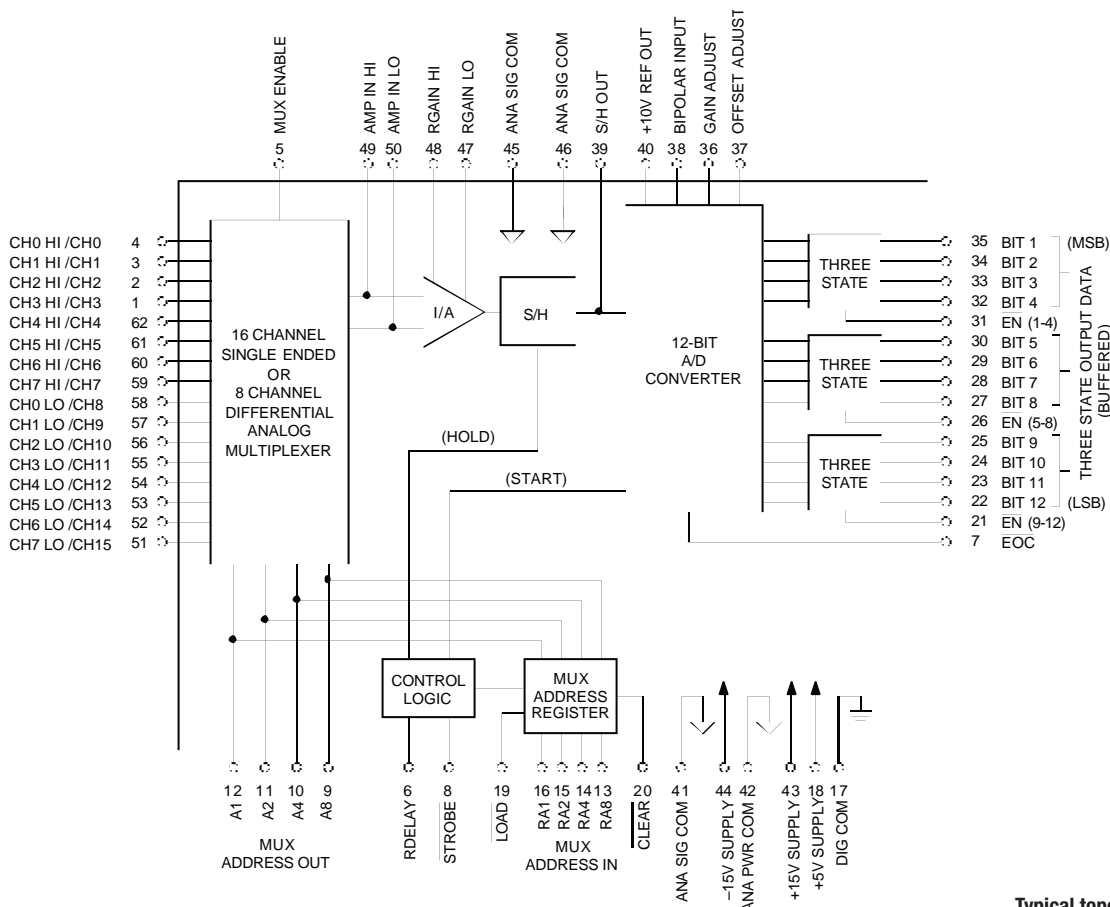 MUX ENABLE
AMP IN HI
AMP IN LO
RGAIN HI
RGAIN LO
ANA SIG COM
ANA SIG COM
S/H OUT
+10V REF OUT
BIPOLAR INPUT
GAIN ADJUST
OFFSET ADJUST
5 49 50 48 47 45 46 39 40 38 36 37
CH0 HI /CH0 4
CH1 HI /CH1 3
CH2 HI /CH2 2
CH3 HI /CH3 1
CH4 HI /CH4 62
CH5 HI /CH5 61
CH6 HI /CH6 60
CH7 HI /CH7 59
CH0 LO /CH8 58
CH1 LO /CH9 57
CH2 LO /CH10 56
CH3 LO /CH11 55
CH4 LO /CH12 54
CH5 LO /CH13 53
CH6 LO /CH14 52
CH7 LO /CH15 51
16 CHANNEL
SINGLE ENDED
OR
8 CHANNEL
DIFFERENTIAL
ANALOG
MULTIPLEXER
I/A
S/H
(HOLD)
(START)
12-BIT
A/D
CONVERTER
THREE
STATE
THREE
STATE
THREE
STATE
35 BIT 1 (MSB)
34 BIT 2
33 BIT 3
32 BIT 4
31 EN (1-4)
30 BIT 5
29 BIT 6
28 BIT 7
27 BIT 8
26 EN (5-8)
25 BIT 9
24 BIT 10
23 BIT 11
22 BIT 12 (LSB)
21 EN (9-12)
7 EOC
THREE STATE OUTPUT DATA
(BUFFERED)
CONTROL
LOGIC
MUX
ADDRESS
REGISTER
12 11 10 9 6 8 19 16 15 14 13 20 41 44 42 43 18 17
A1
A2
A4
A8
MUX
ADDRESS OUT
RDELAY
STROBE
LOAD
RA1
RA2
RA4
RA8
MUX
ADDRESS IN
CLEAR
ANA SIG COM
–15V SUPPLY
ANA PWR COM
+15V SUPPLY
+5V SUPPLY
DIG COM
Typical